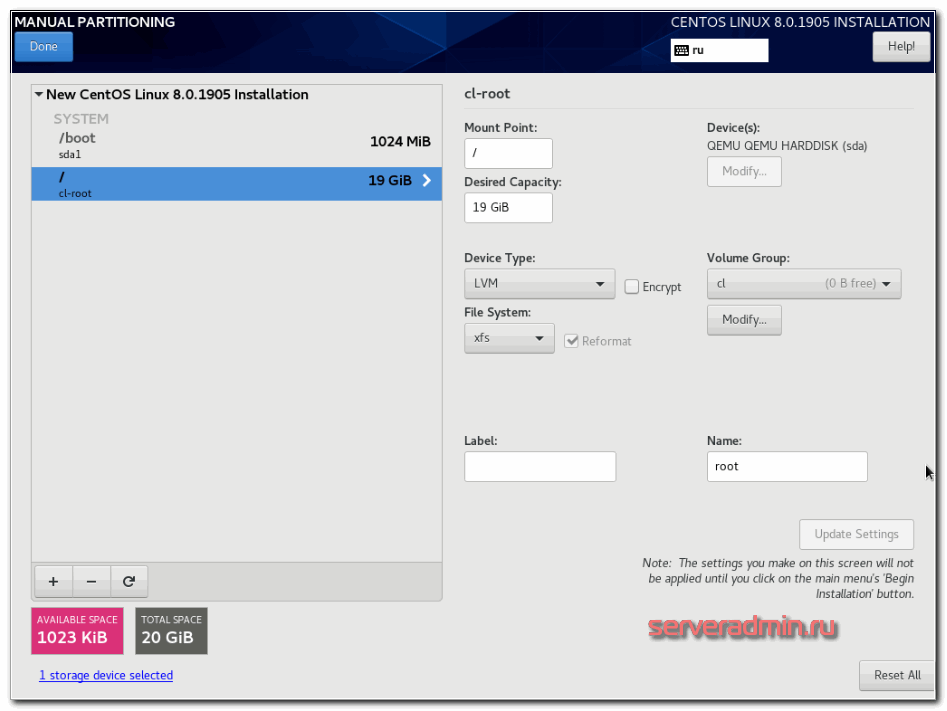 MANUAL PARTITIONING
CENTOS LINUX 8.0.1905 INSTALLATION
Done
ru
Help!
New CentOS Linux 8.0.1905 Installation
SYSTEM
/boot
1024 MiB
sda1
/
19 GiB
cl-root
cl-root
Mount Point:
/
Desired Capacity:
19 GiB
Device(s):
QEMU QEMU HARDDISK (sda)
Modify...
Device Type:
LVM
Encrypt
Volume Group:
cl (0 B free)
File System:
xfs
Reformat
Modify...
Label:
Name:
root
Update Settings
Note: The settings you make on this screen will not
be applied until you click on the main menu's 'Begin
Installation' button.
+ −
AVAILABLE SPACE
1023 KiB
TOTAL SPACE
20 GiB
serveradmin.ru
1 storage device selected
Reset All